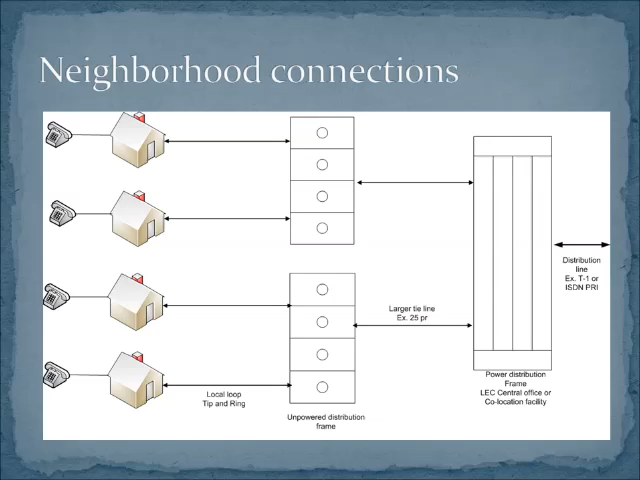 Neighborhood connections
Distribution
line
Ex. T-1 or
ISDN PRI
Larger tie line
Ex. 25 pr
Power distribution
Frame
LEC Central office or
Co-location facility
Local loop
Tip and Ring
Unpowered distribution
frame